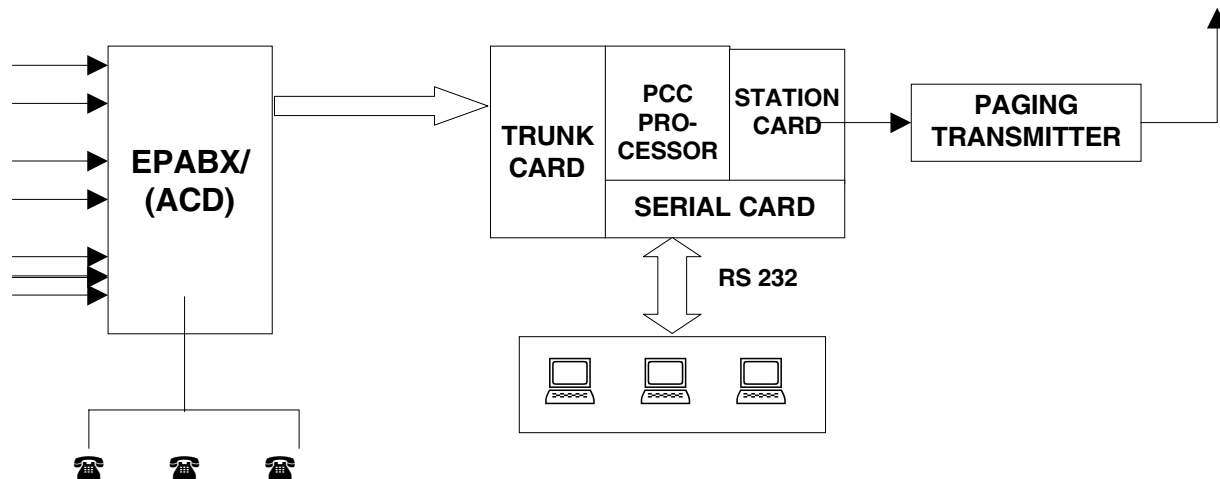 EPABX/
(ACD)
TRUNK
CARD
PCC
PRO-
CESSOR
STATION
CARD
SERIAL CARD
RS 232
PAGING
TRANSMITTER